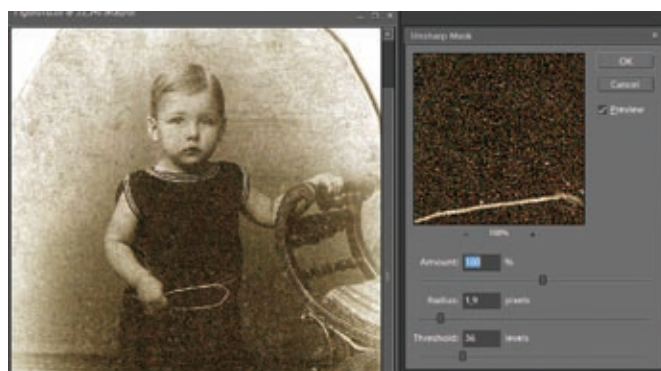 Unsharp Mask
OK
Cancel
Preview
100%
Amount: 100 %
Radius: 1,9 pixels
Threshold: 36 levels